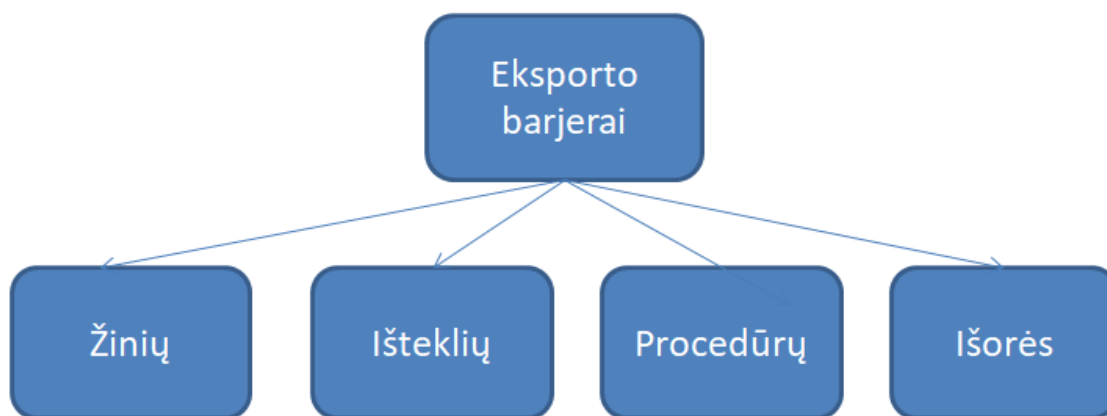 Eksporto
barjerai
Žinių
Išteklių
Procedūrų
Išorės